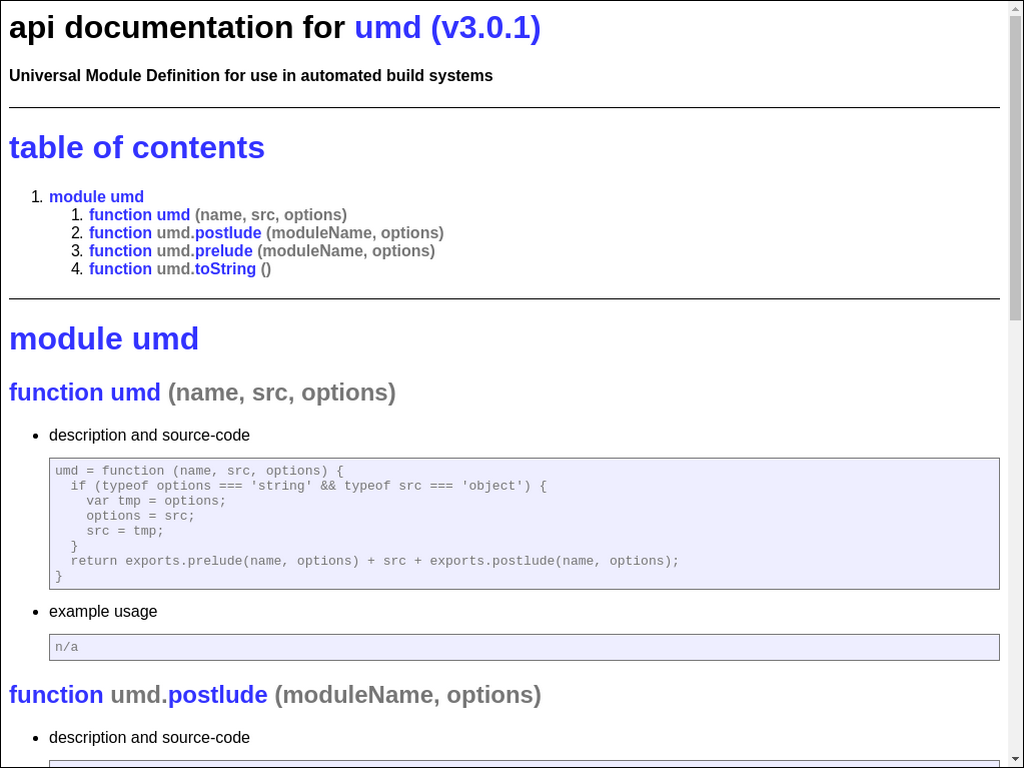 api documentation for umd (v3.0.1)
Universal Module Definition for use in automated build systems
table of contents
1. module umd
1. function umd (name, src, options)
2. function umd.postlude (moduleName, options)
3. function umd.prelude (moduleName, options)
4. function umd.toString ()
module umd
function umd (name, src, options)
• description and source-code
umd = function (name, src, options) {
  if (typeof options === 'string' && typeof src === 'object') {
    var tmp = options;
    options = src;
    src = tmp;
  }
  return exports.prelude(name, options) + src + exports.postlude(name, options);
}
• example usage
n/a
function umd.postlude (moduleName, options)
• description and source-code